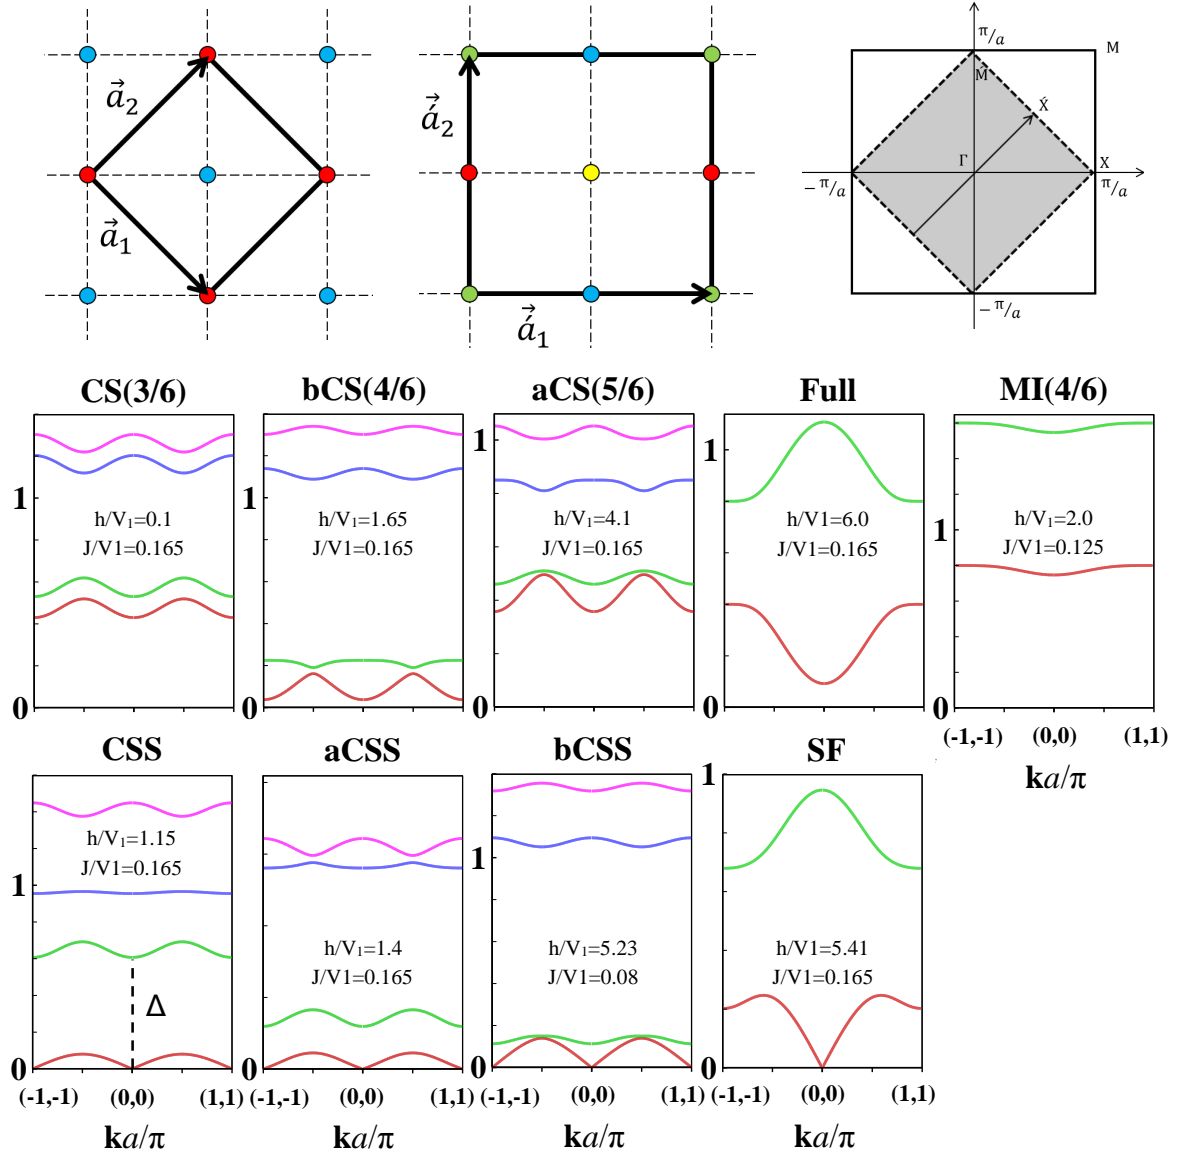 a⃗₂
a⃗₁
á⃗₂
á⃗₁
π/a
M
Ḿ
X́
Γ
X
−π/a
π/a
−π/a
CS(3/6)
1
0
h/V₁=0.1
J/V1=0.165
bCS(4/6)
1
0
h/V₁=1.65
J/V1=0.165
aCS(5/6)
1
0
h/V₁=4.1
J/V1=0.165
Full
1
0
h/V1=6.0
J/V1=0.165
MI(4/6)
1
0
h/V₁=2.0
J/V1=0.125
(-1,-1) (0,0) (1,1)
ka/π
CSS
1
0
h/V₁=1.15
J/V1=0.165
Δ
(-1,-1) (0,0) (1,1)
ka/π
aCSS
h/V₁=1.4
J/V1=0.165
(-1,-1) (0,0) (1,1)
ka/π
bCSS
1
0
h/V₁=5.23
J/V1=0.08
(-1,-1) (0,0) (1,1)
ka/π
SF
1
0
h/V1=5.41
J/V1=0.165
(-1,-1) (0,0) (1,1)
ka/π